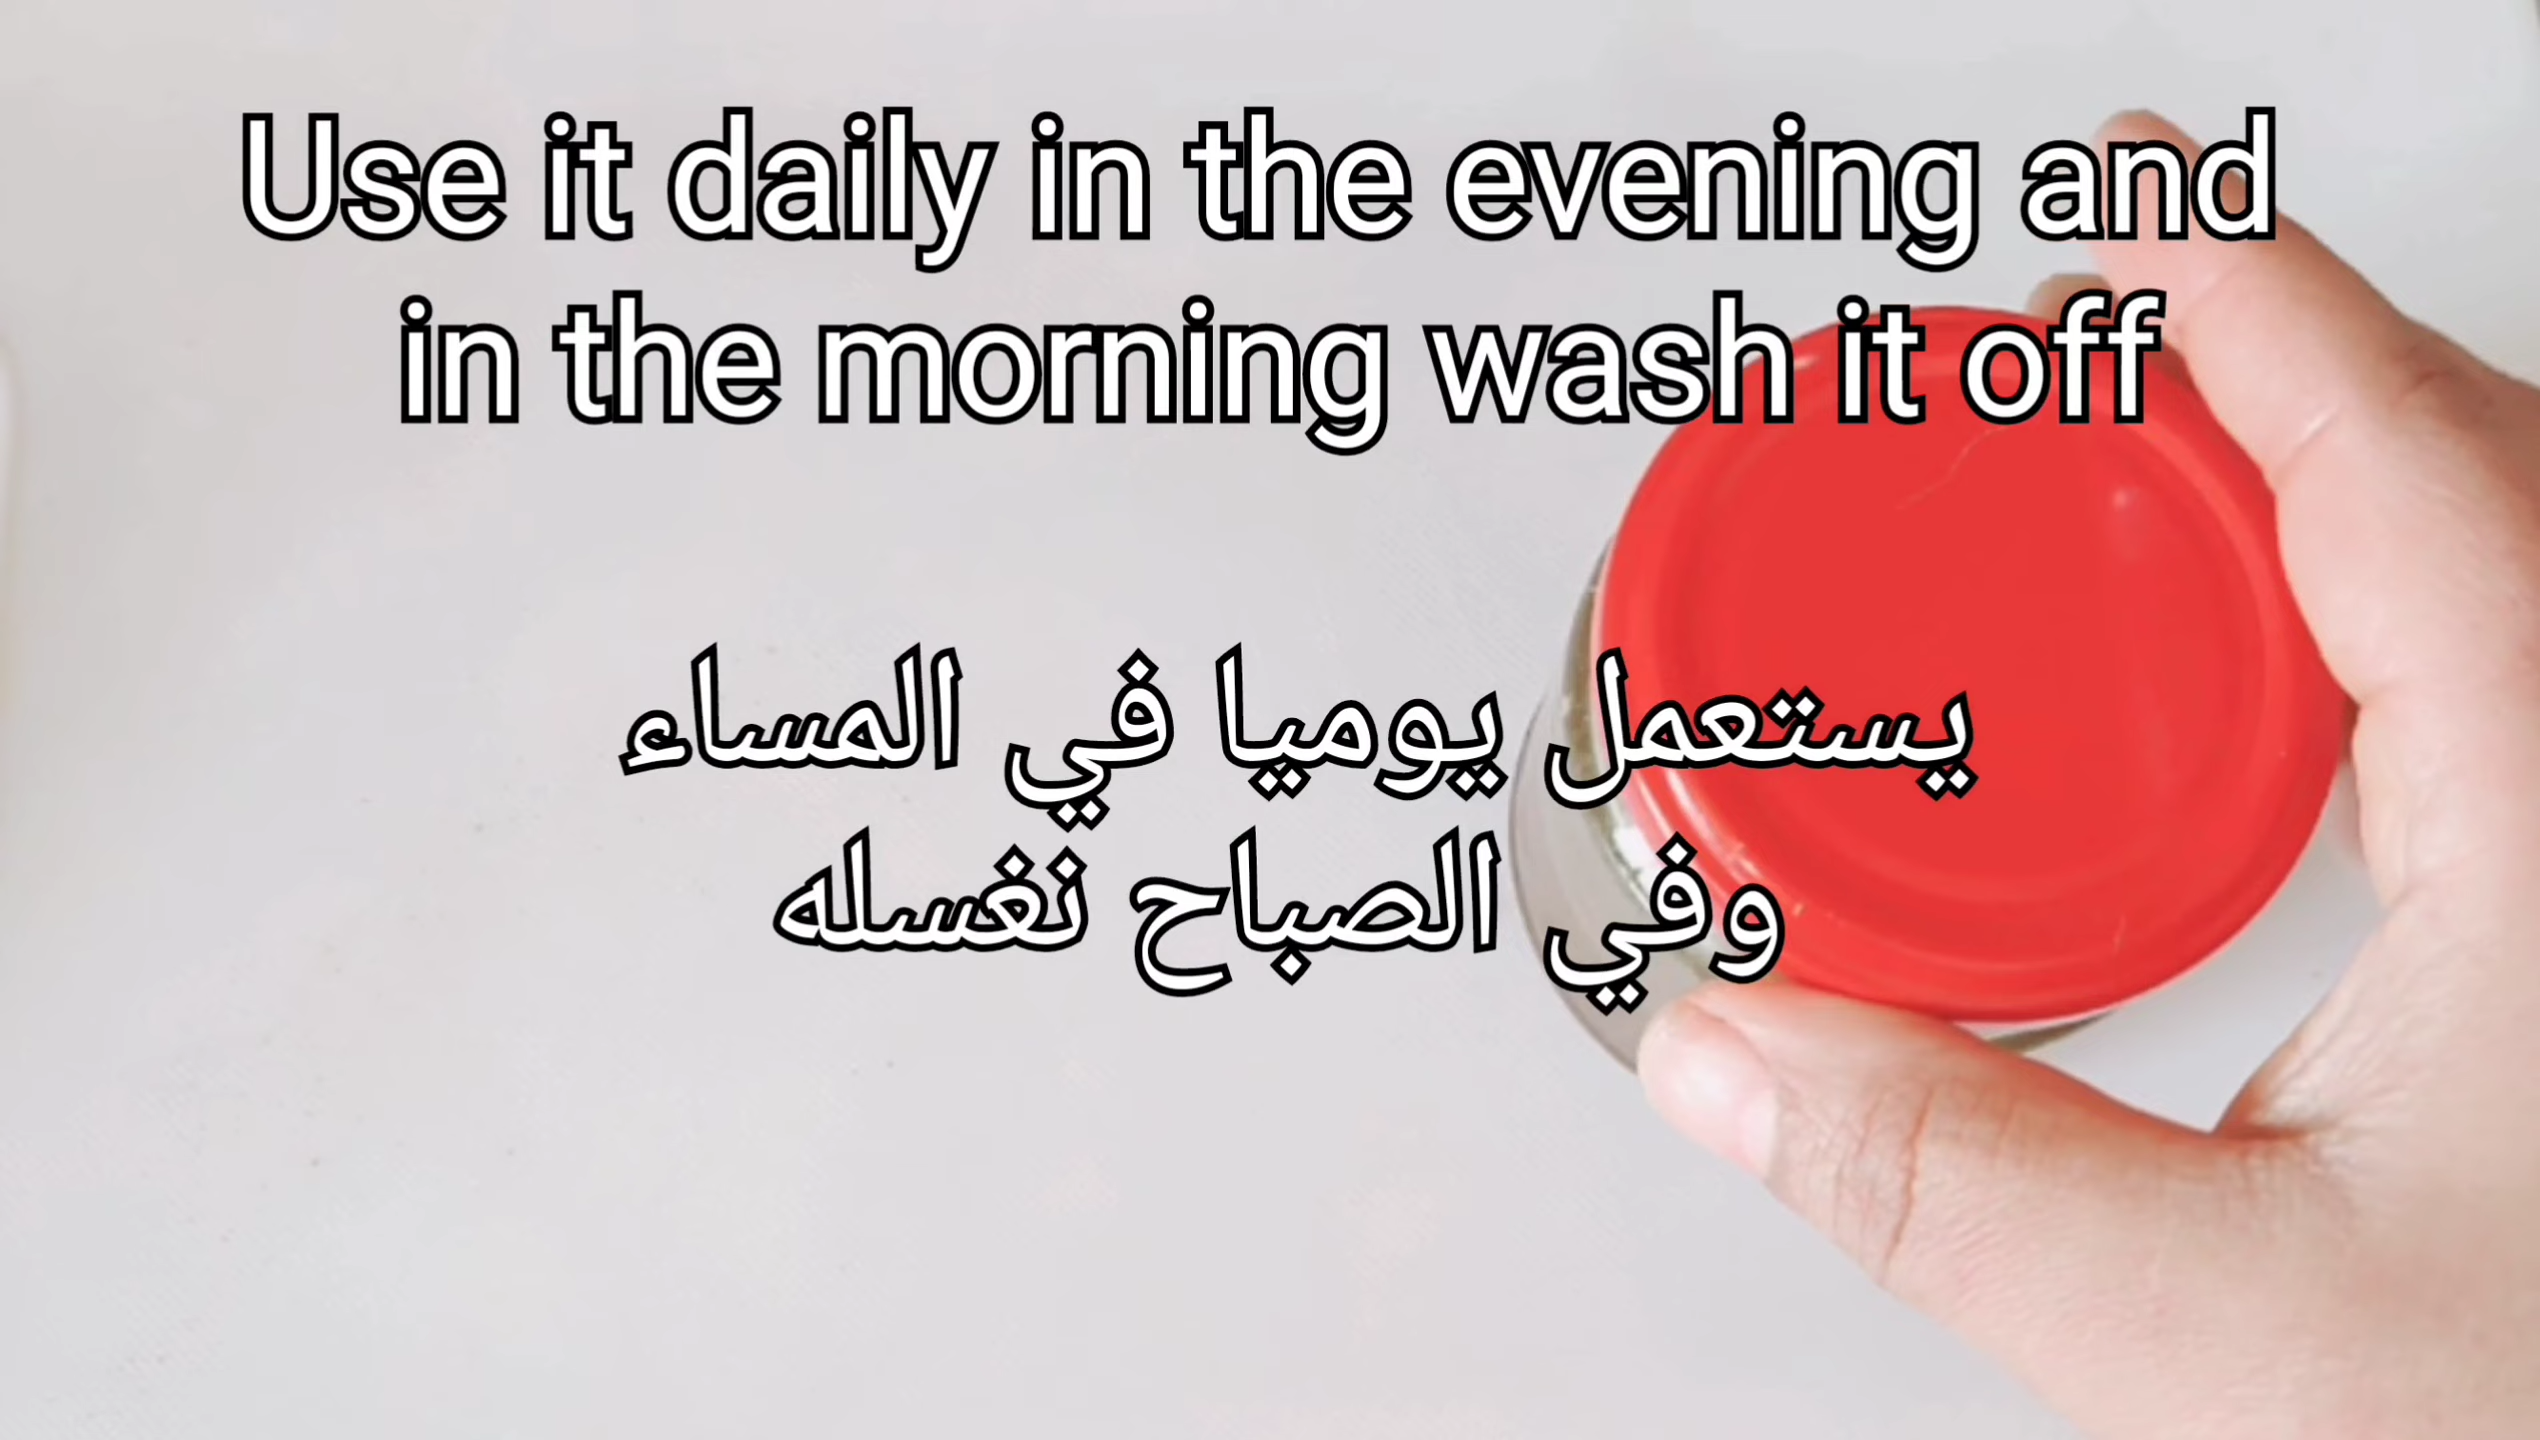 Use it daily in the evening and
in the morning wash it off
يستعمل يوميا في المساء
وفي الصباح نغسله